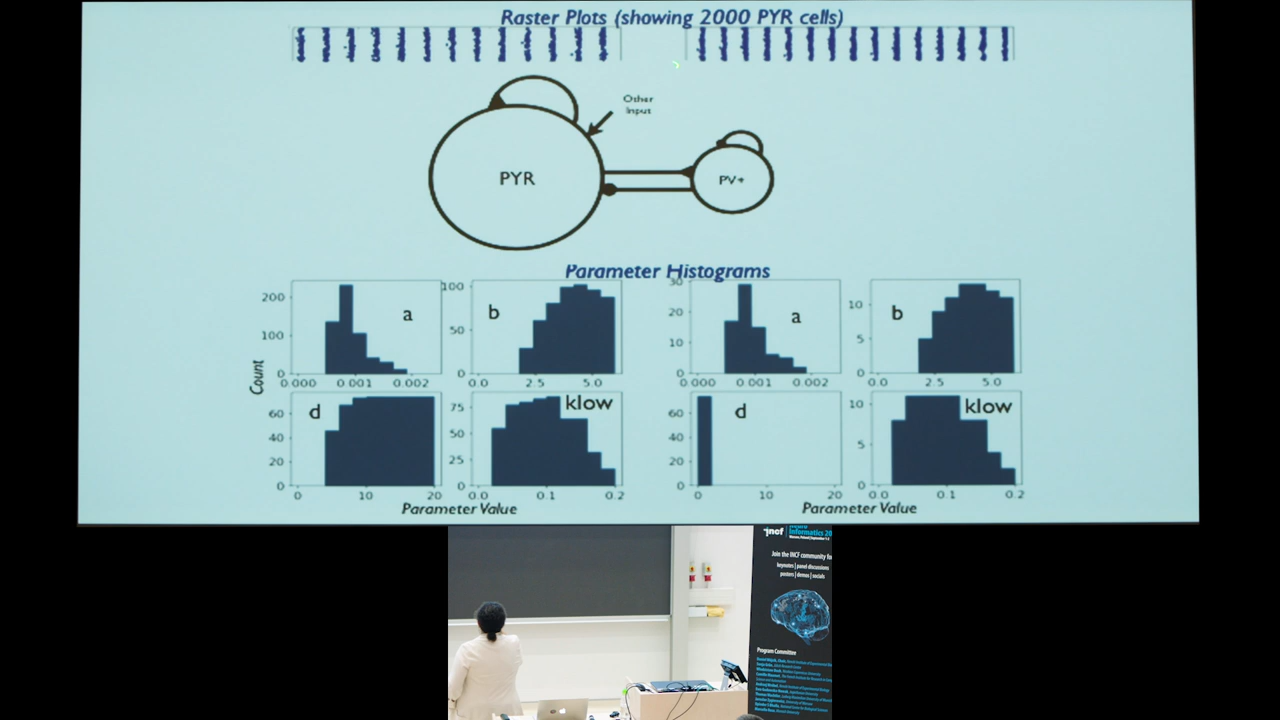 Raster Plots (showing 2000 PYR cells)
Other
Input
PYR
PV+
Parameter Histograms
200
100
0
0.000 0.001 0.002
a
100
50
0
0.0 2.5 5.0
b
30
20
10
0
0.000 0.001 0.002
a
10
5
0
0.0 2.5 5.0
b
Count
60
40
20
0
0 10 20
d
75
50
25
0
0.0 0.1 0.2
klow
60
40
20
0
0 10 20
d
10
5
0
0.0 0.1 0.2
klow
Parameter Value
Parameter Value
incf
Informatics 20
Join the INCF community fo
keynotes | panel discussions
posters | demos | socials
Program Committee